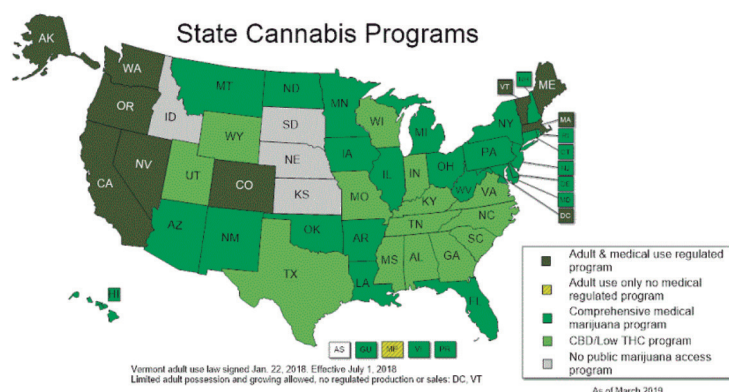 State Cannabis Programs
AK
WA
OR
CA
NV
ID
MT
WY
UT
CO
AZ
NM
ND
SD
NE
KS
OK
TX
MN
IA
MO
AR
LA
WI
IL
MI
IN
OH
KY
TN
MS
AL
GA
FL
SC
NC
VA
WV
PA
NY
VT
ME
MA
DC
HI
AS
GU
MP
PR
Adult & medical use regulated
program
Adult use only no medical
regulated program
Comprehensive medical
marijuana program
CBD/Low THC program
No public marijuana access
program
Vermont adult use law signed Jan. 22, 2018. Effective July 1, 2018
Limited adult possession and growing allowed, no regulated production or sales: DC, VT
As of March 2019